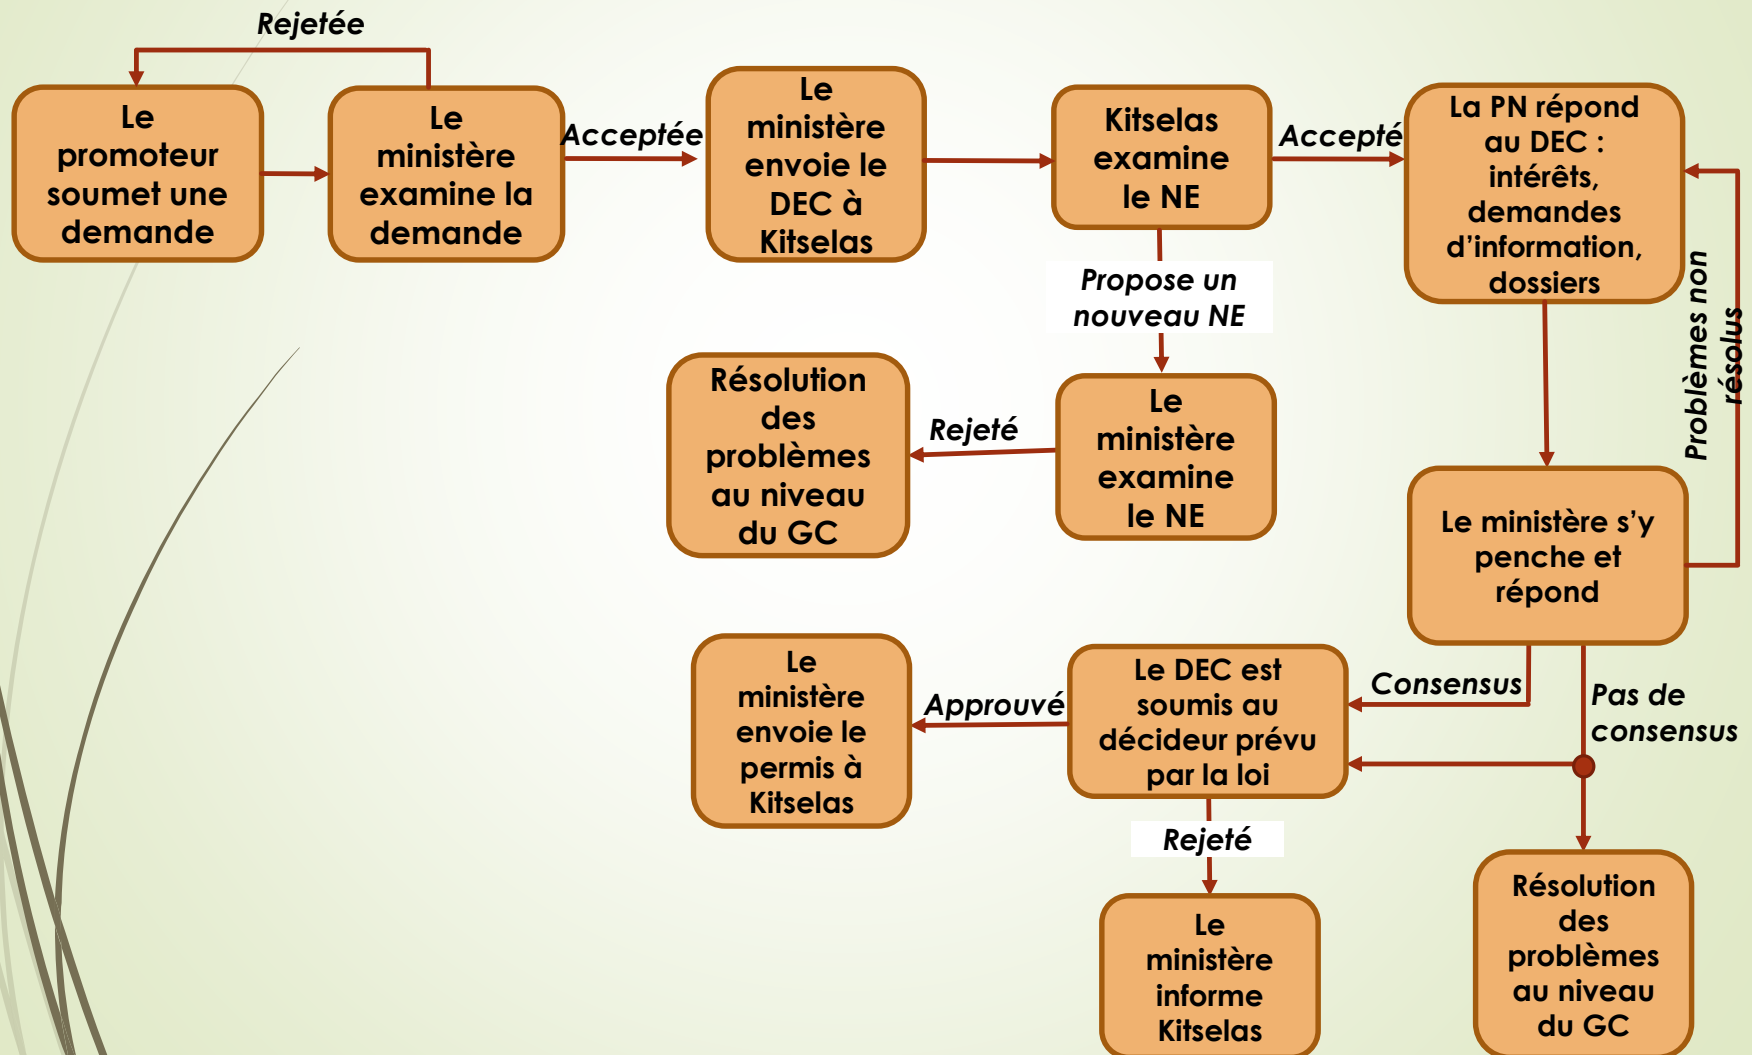 Rejetée
Le
promoteur
soumet une
demande
Le
ministère
examine la
demande
Acceptée
Le
ministère
envoie le
DEC à
Kitselas
Kitselas
examine
le NE
Accepté
La PN répond
au DEC :
intérêts,
demandes
d’information,
dossiers
Propose un
nouveau NE
Problèmes non
résolus
Résolution
des
problèmes
au niveau
du GC
Rejeté
Le
ministère
examine
le NE
Le ministère s’y
penche et
répond
Le
ministère
envoie le
permis à
Kitselas
Approuvé
Le DEC est
soumis au
décideur prévu
par la loi
Consensus
Pas de
consensus
Rejeté
Le
ministère
informe
Kitselas
Résolution
des
problèmes
au niveau
du GC